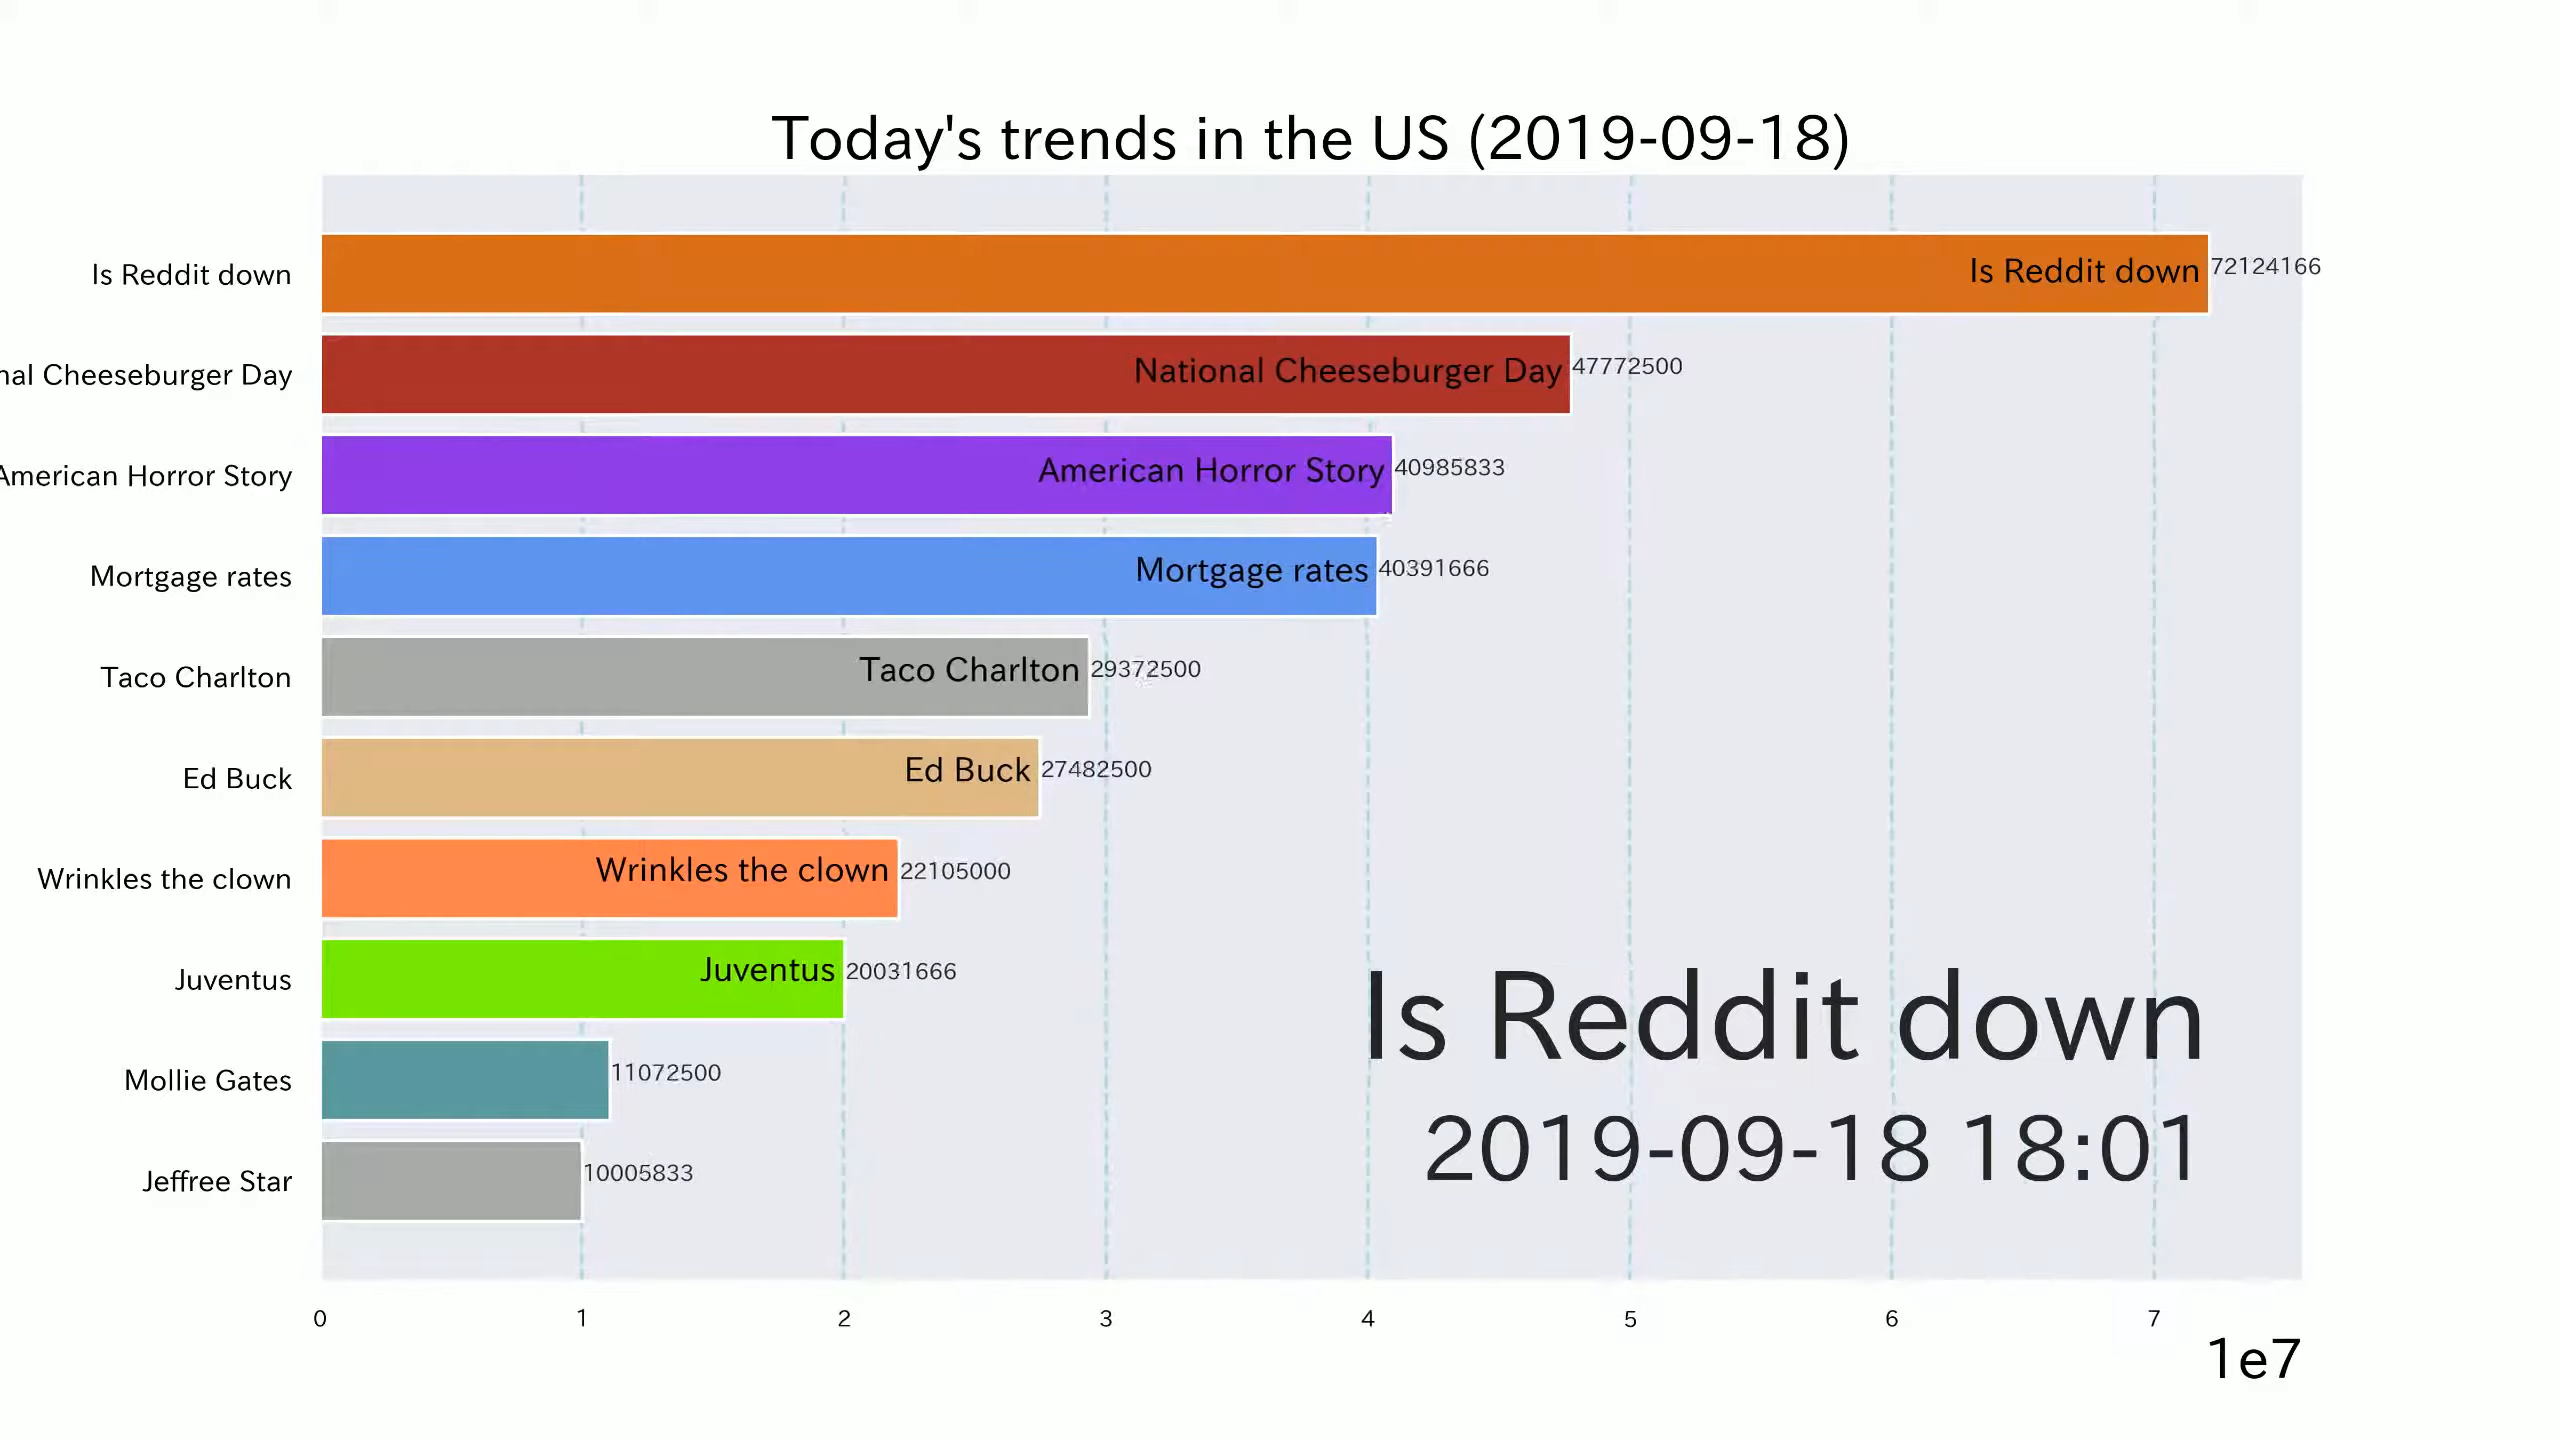 Today's trends in the US (2019-09-18)
Is Reddit down Is Reddit down 72124166
nal Cheeseburger Day National Cheeseburger Day 47772500
American Horror Story American Horror Story 40985833
Mortgage rates Mortgage rates 40391666
Taco Charlton Taco Charlton 29372500
Ed Buck Ed Buck 27482500
Wrinkles the clown Wrinkles the clown 22105000
Juventus Juventus 20031666
Mollie Gates 11072500
Jeffree Star 10005833
Is Reddit down
2019-09-18 18:01
0 1 2 3 4 5 6 7
1e7